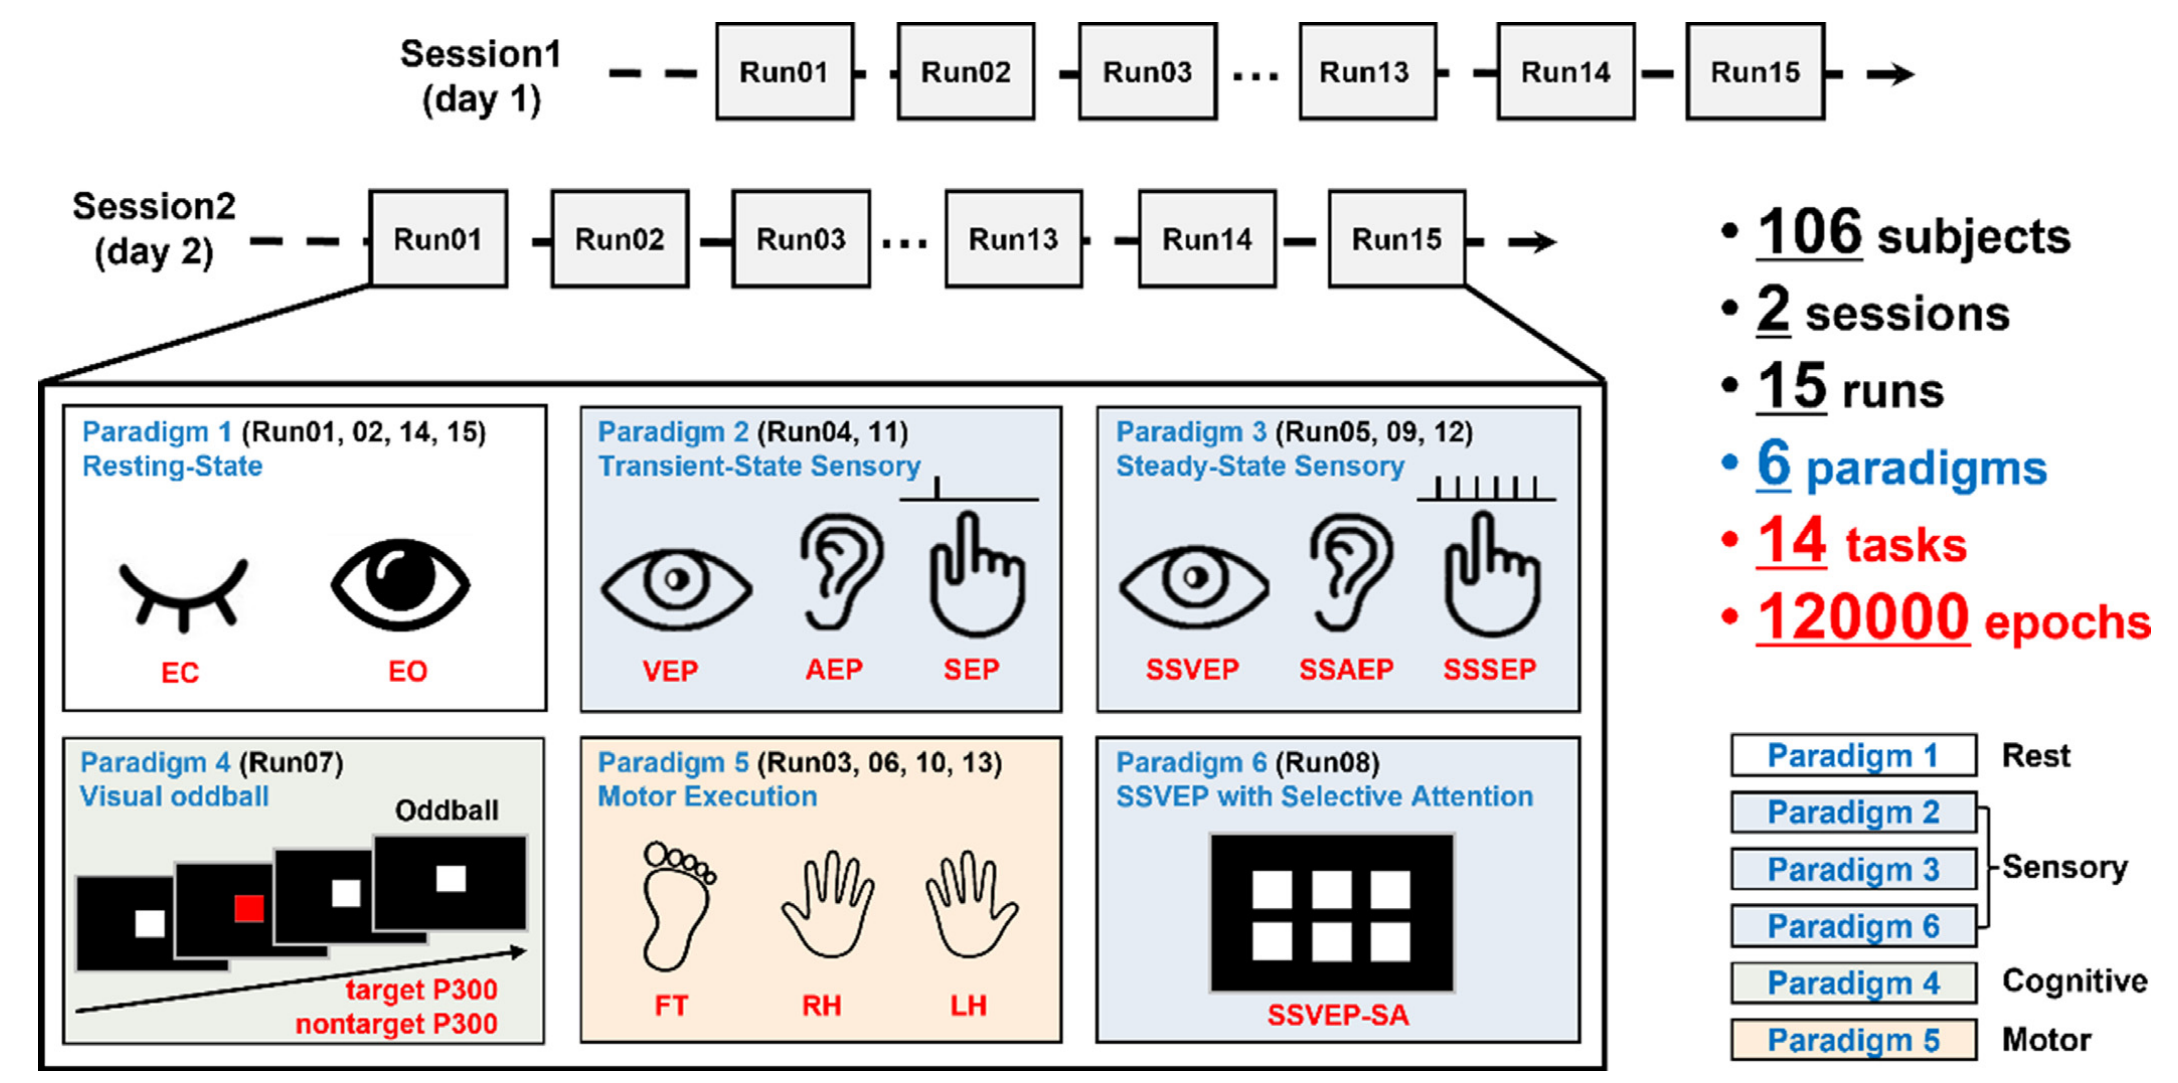 Session1
(day 1)
Run01
Run02
Run03
...
Run13
Run14
Run15
Session2
(day 2)
Run01
Run02
Run03
...
Run13
Run14
Run15
• 106 subjects
• 2 sessions
• 15 runs
• 6 paradigms
• 14 tasks
• 120000 epochs
Paradigm 1 (Run01, 02, 14, 15)
Resting-State
EC
EO
Paradigm 2 (Run04, 11)
Transient-State Sensory
VEP
AEP
SEP
Paradigm 3 (Run05, 09, 12)
Steady-State Sensory
SSVEP
SSAEP
SSSEP
Paradigm 4 (Run07)
Visual oddball
Oddball
target P300
nontarget P300
Paradigm 5 (Run03, 06, 10, 13)
Motor Execution
FT
RH
LH
Paradigm 6 (Run08)
SSVEP with Selective Attention
SSVEP-SA
Paradigm 1 Rest
Paradigm 2
Paradigm 3 Sensory
Paradigm 6
Paradigm 4 Cognitive
Paradigm 5 Motor